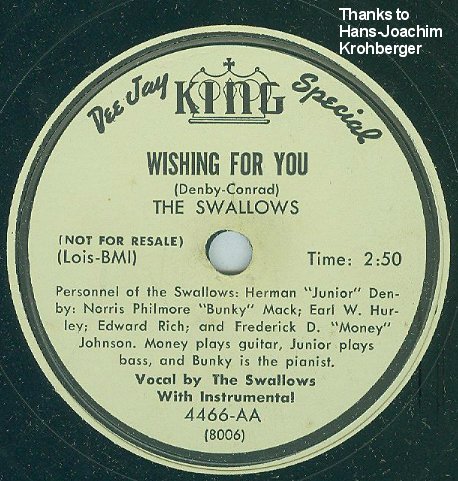 Thanks to
Hans-Joachim
Krohberger
Dee Jay KING Special
WISHING FOR YOU
(Denby-Conrad)
THE SWALLOWS
(NOT FOR RESALE)
(Lois-BMI) Time: 2:50
Personnel of the Swallows: Herman "Junior" Den-
by: Norris Philmore "Bunky" Mack; Earl W. Hur-
ley; Edward Rich; and Frederick D. "Money"
Johnson. Money plays guitar, Junior plays
bass, and Bunky is the pianist.
Vocal by The Swallows
With Instrumental
4466-AA
(8006)